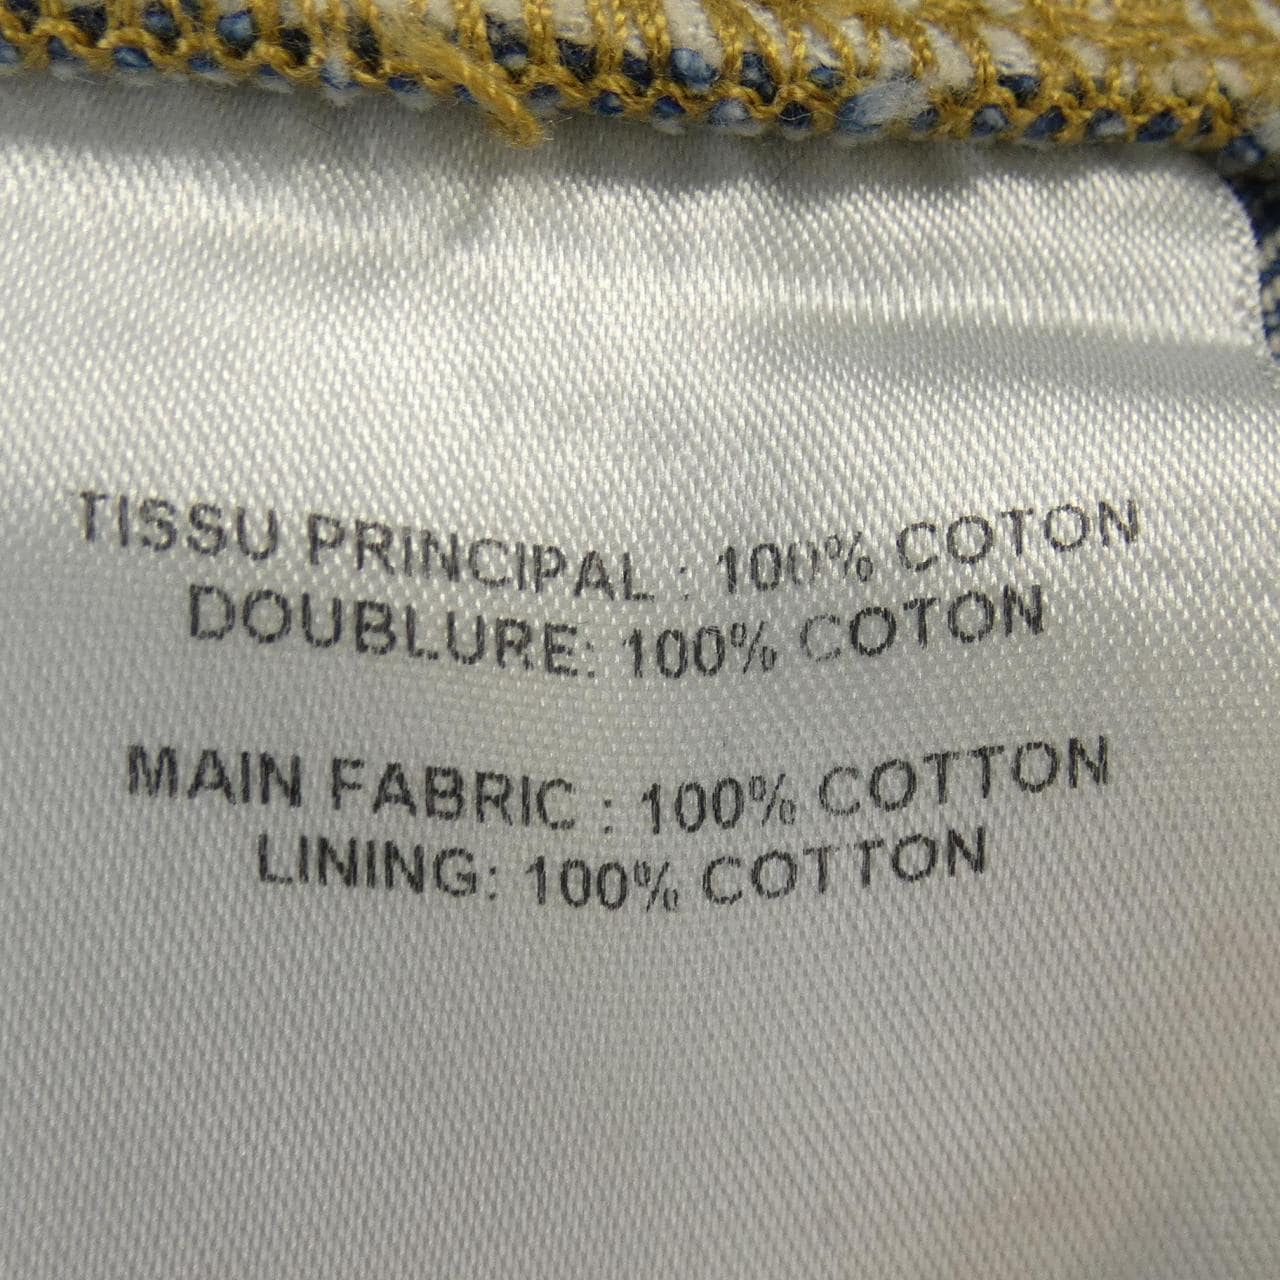 TISSU PRINCIPAL : 100% COTON
DOUBLURE: 100% COTON
MAIN FABRIC : 100% COTTON
LINING: 100% COTTON